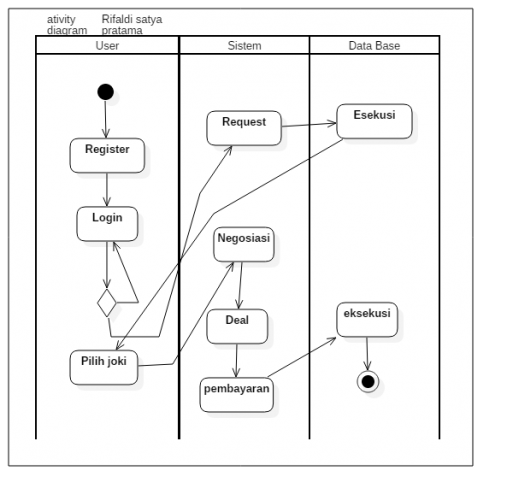 ativity Rifaldi satya
diagram pratama
User Sistem Data Base
Request Esekusi
Register
Login
Negosiasi
Deal eksekusi
Pilih joki
pembayaran